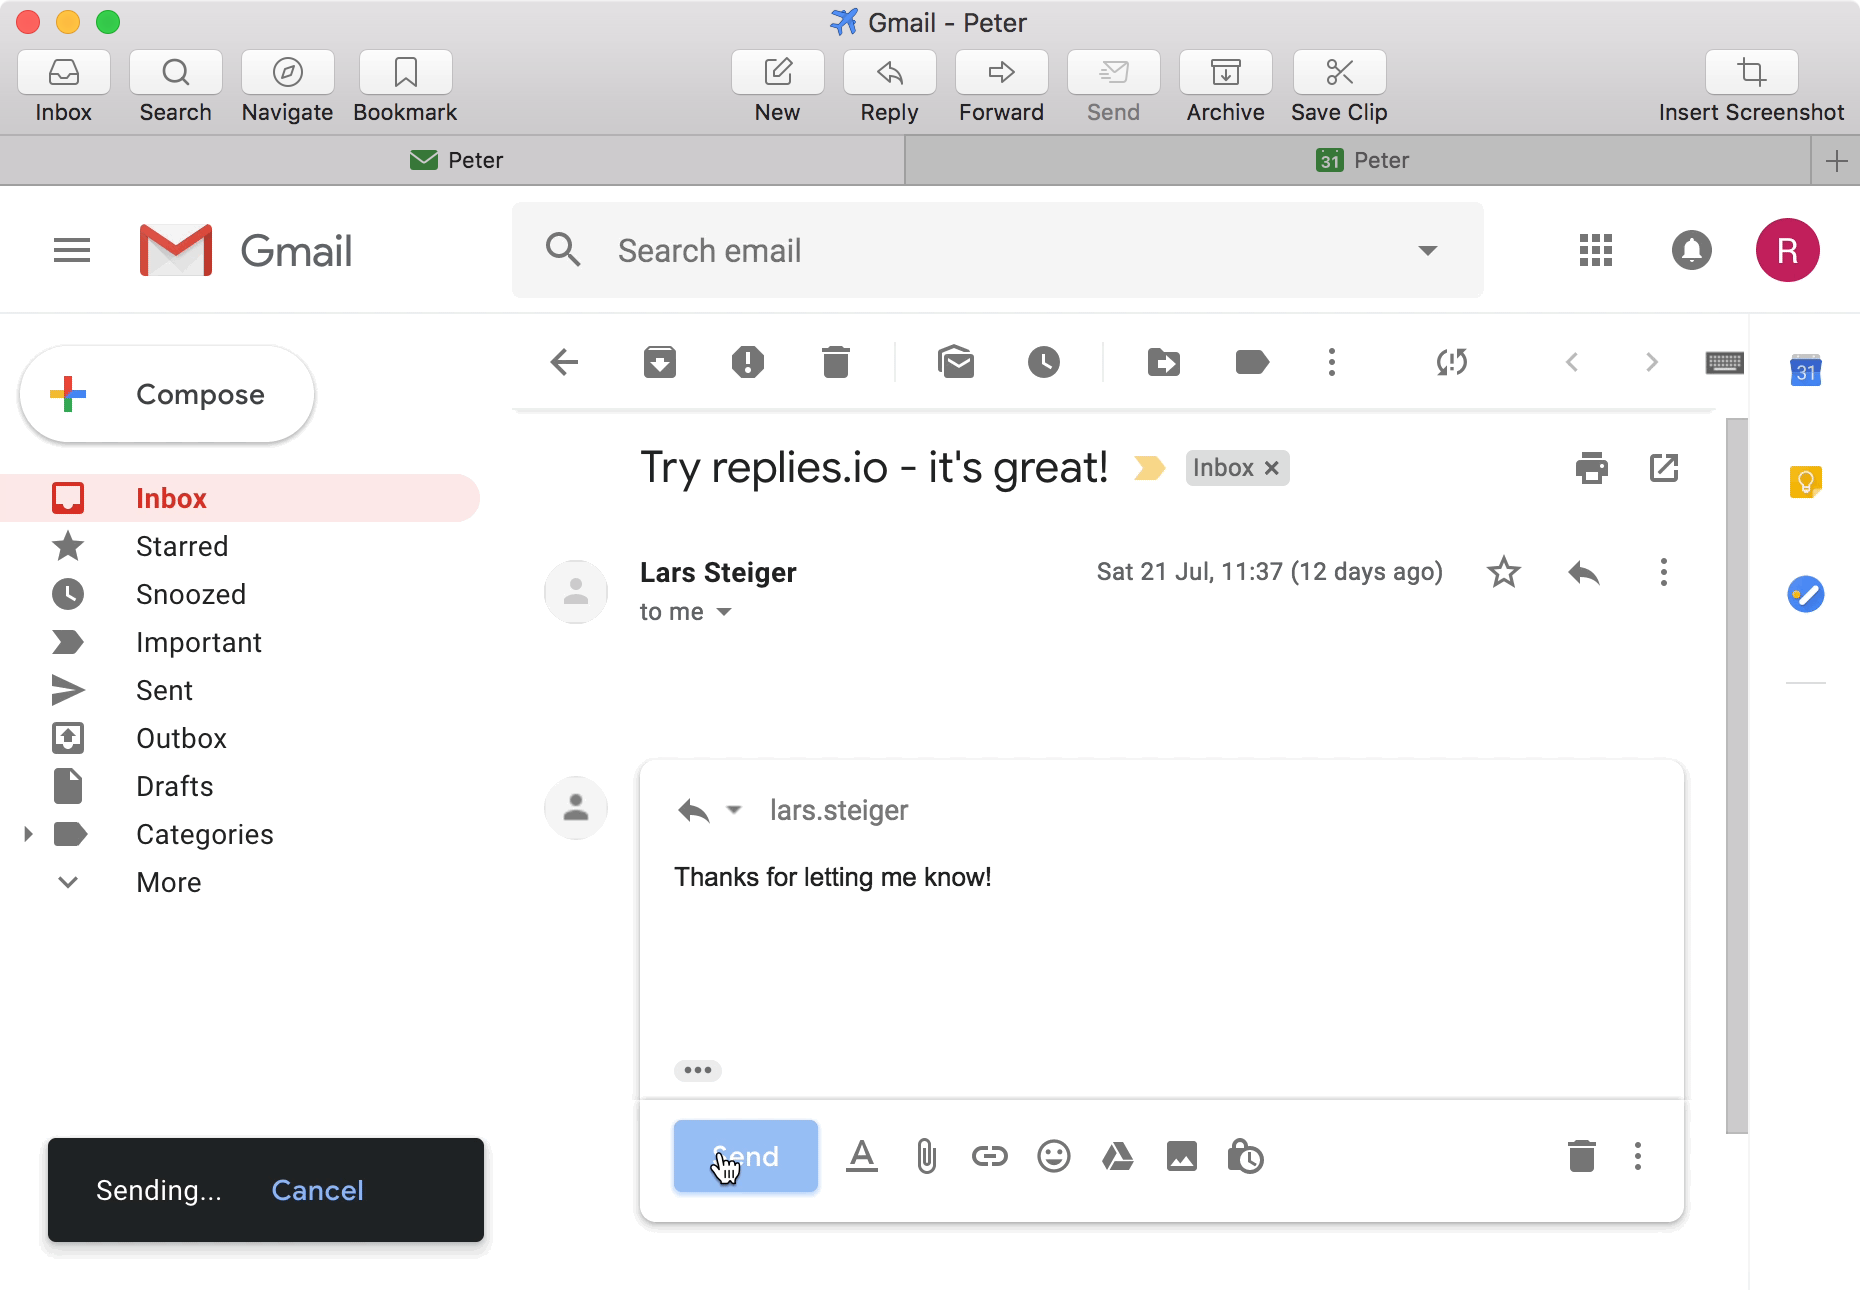 Gmail - Peter
Inbox
Search
Navigate
Bookmark
New
Reply
Forward
Send
Archive
Save Clip
Insert Screenshot
Peter
31 Peter
Gmail
Search email
R
Compose
31
Try replies.io - it's great!
Inbox
Inbox
Starred
Snoozed
Important
Sent
Outbox
Drafts
Categories
More
Lars Steiger
Sat 21 Jul, 11:37 (12 days ago)
to me
lars.steiger
Thanks for letting me know!
Send
Sending...
Cancel